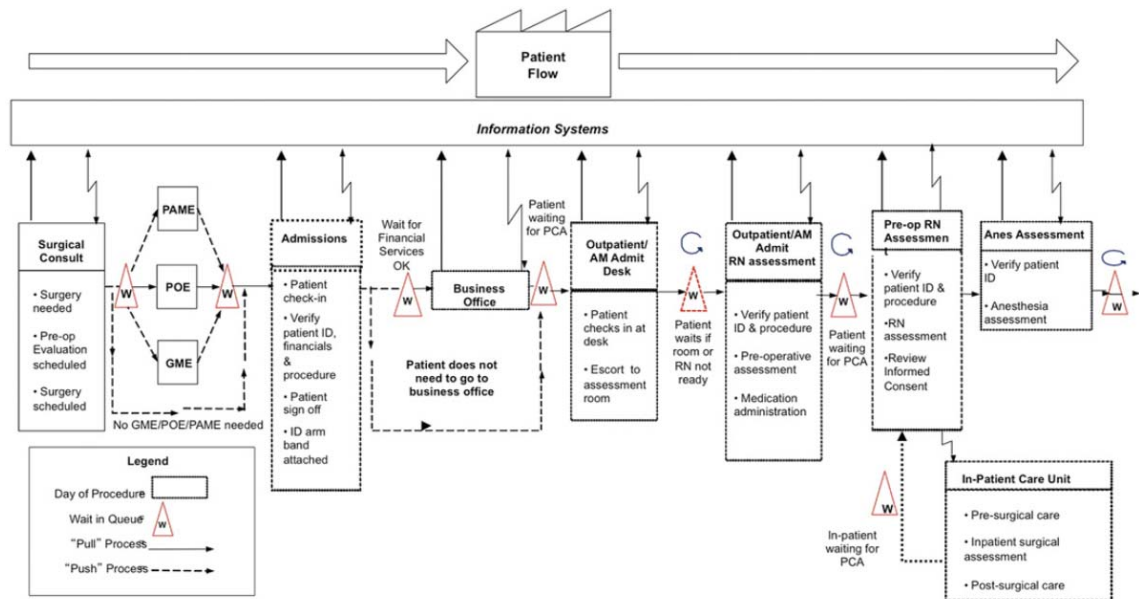 Patient
Flow
Information Systems
Surgical
Consult
• Surgery
needed
• Pre-op
Evaluation
scheduled
• Surgery
scheduled
W
PAME
POE
GME
W
No GME/POE/PAME needed
Admissions
• Patient
check-in
• Verify
patient ID,
financials
&
procedure
• Patient
sign off
• ID arm
band
attached
Wait for
Financial
Services
OK
W
Business
Office
Patient does not
need to go to
business office
Patient
waiting
for PCA
W
Outpatient/
AM Admit
Desk
• Patient
checks in at
desk
• Escort to
assessment
room
W
Patient
waits if
room or
RN not
ready
Outpatient/AM
Admit
RN assessment
• Verify patient
ID & procedure
• Pre-operative
assessment
• Medication
administration
W
Patient
waiting
for PCA
Pre-op RN
Assessmen
t
• Verify
patient ID &
procedure
• RN
assessment
• Review
Informed
Consent
Anes Assessment
• Verify patient
ID
• Anesthesia
assessment
W
W
In-patient
waiting for
PCA
In-Patient Care Unit
• Pre-surgical care
• Inpatient surgical
assessment
• Post-surgical care
Legend
Day of Procedure=
Wait in Queue=
W
"Pull" Process =
"Push" Process=